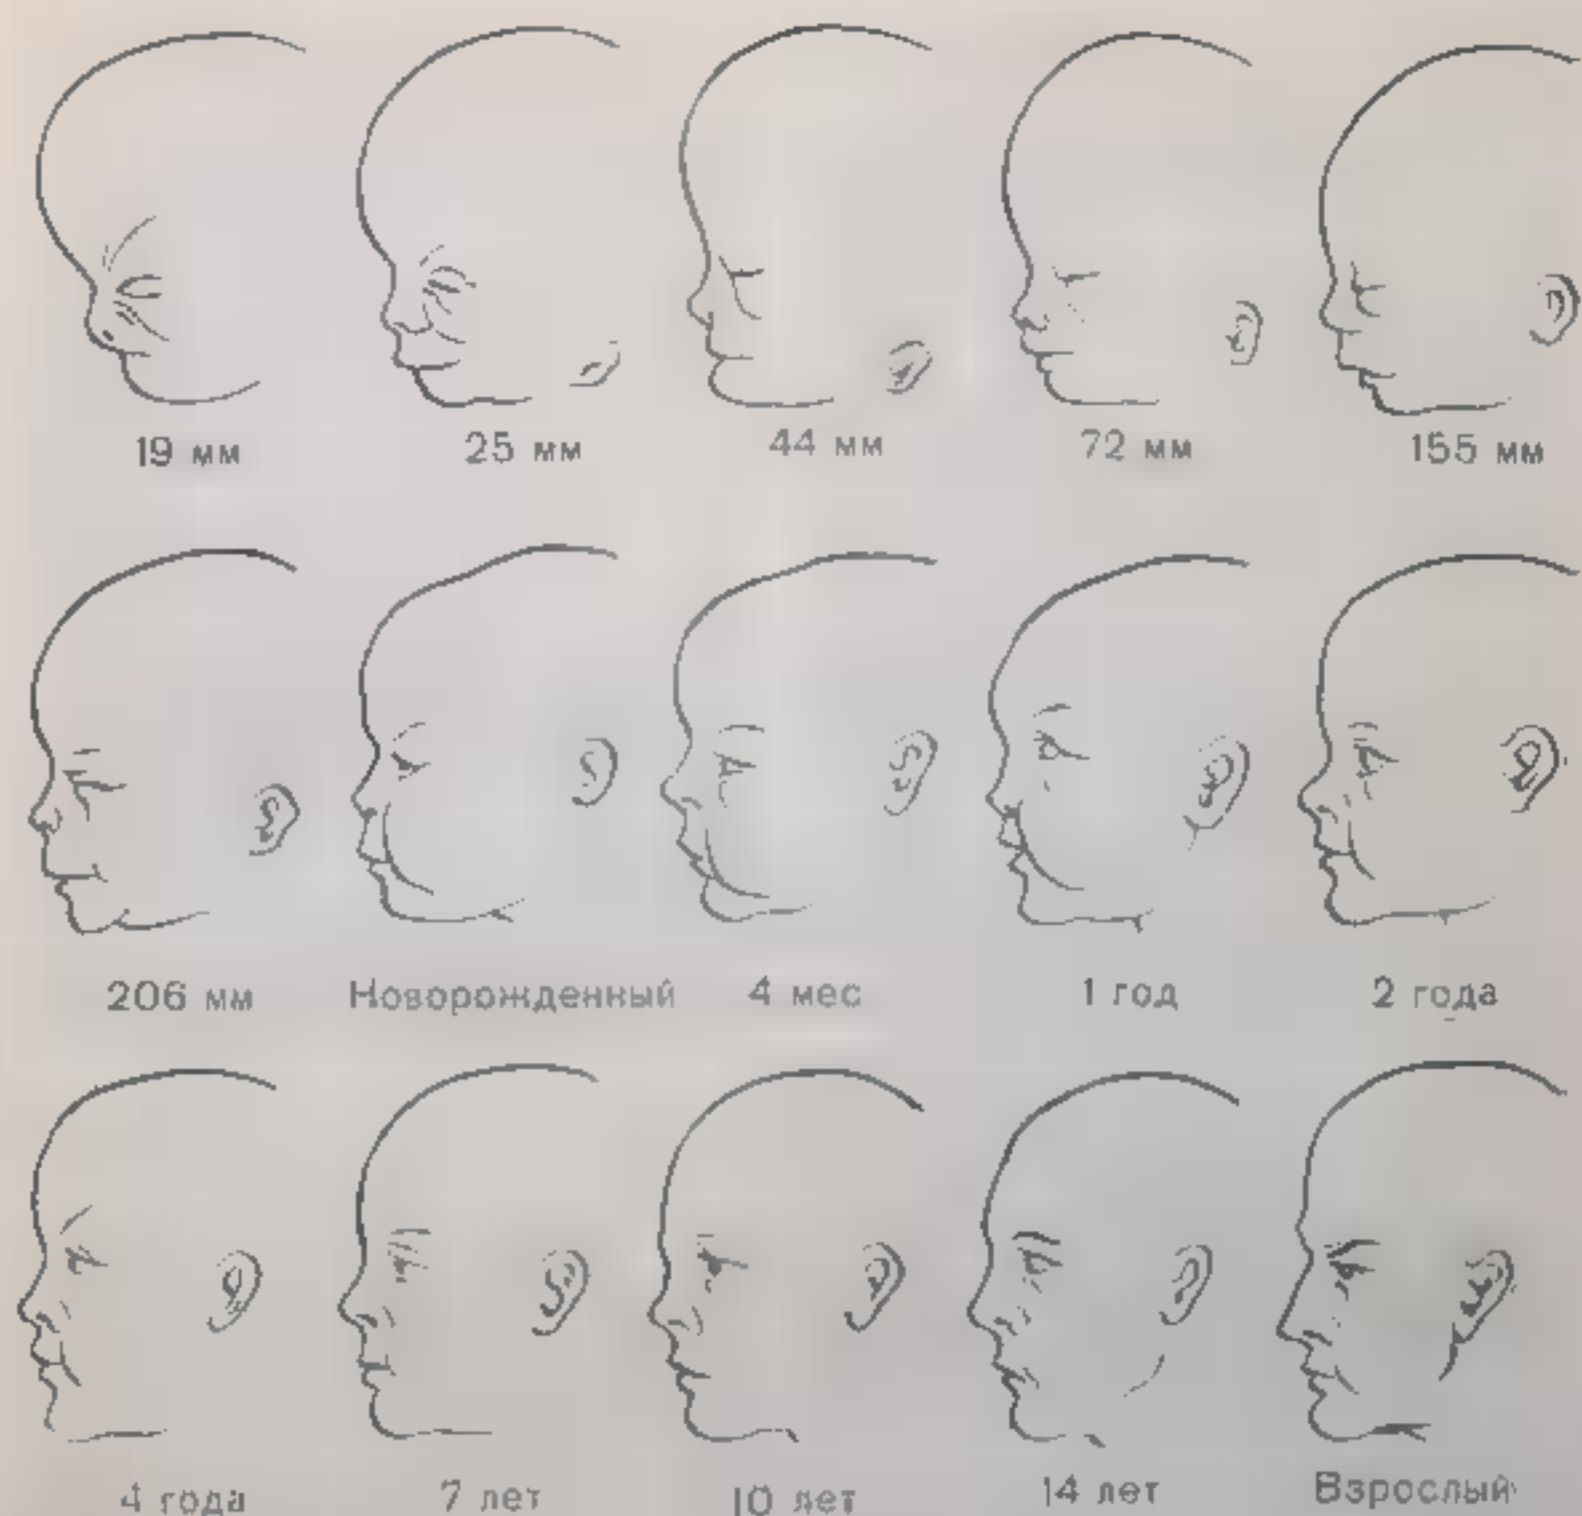 19 мм 25 мм 44 мм 72 мм 155 мм
206 мм Новорожденный 4 мес 1 год 2 года
4 года 7 лет 10 лет 14 лет Взрослый